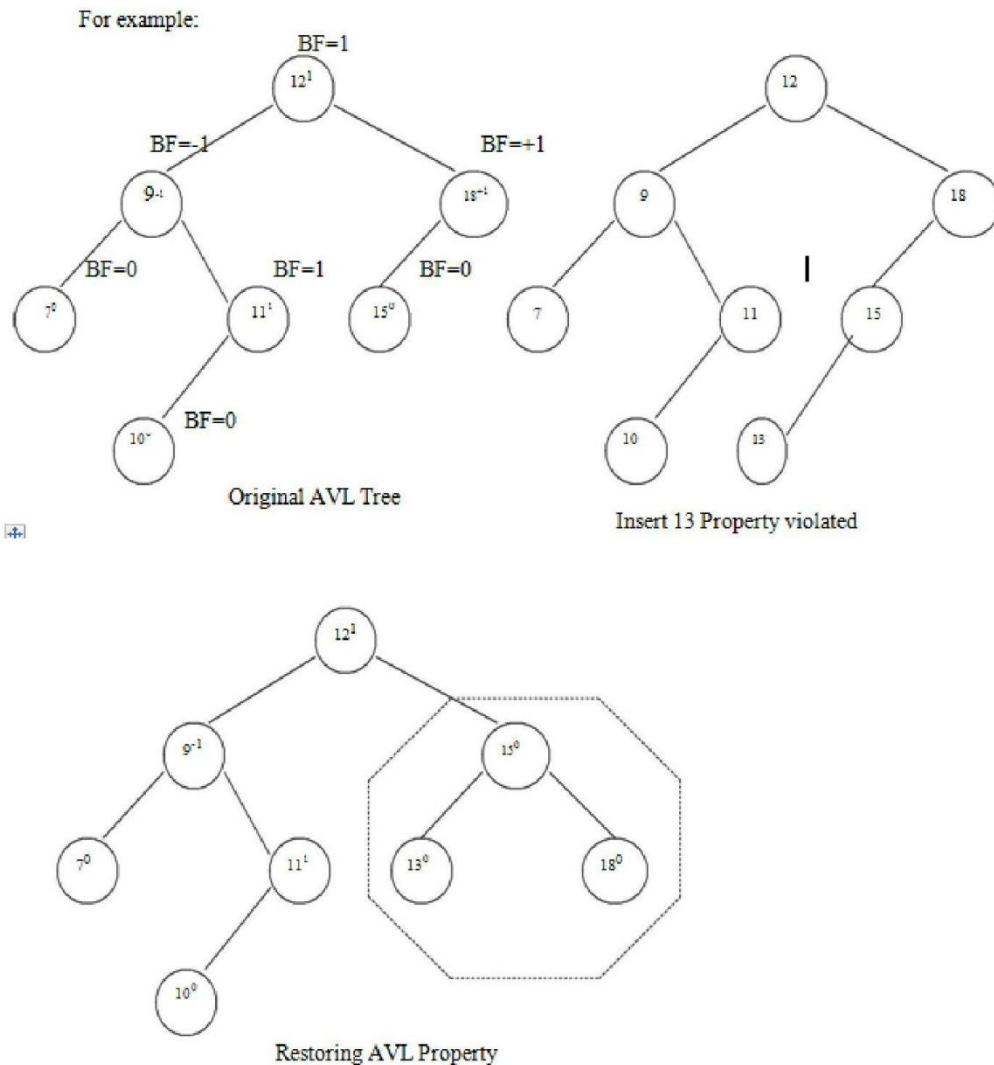 For example:
BF=1
12¹
BF=-1
BF=+1
9-1
18⁺¹
BF=0
BF=1
BF=0
7⁰
11¹
15⁰
BF=0
10
Original AVL Tree
12
9
18
7
11
15
10
13
Insert 13 Property violated
12¹
9⁻¹
15⁰
7⁰
11¹
13⁰
18⁰
10⁰
Restoring AVL Property